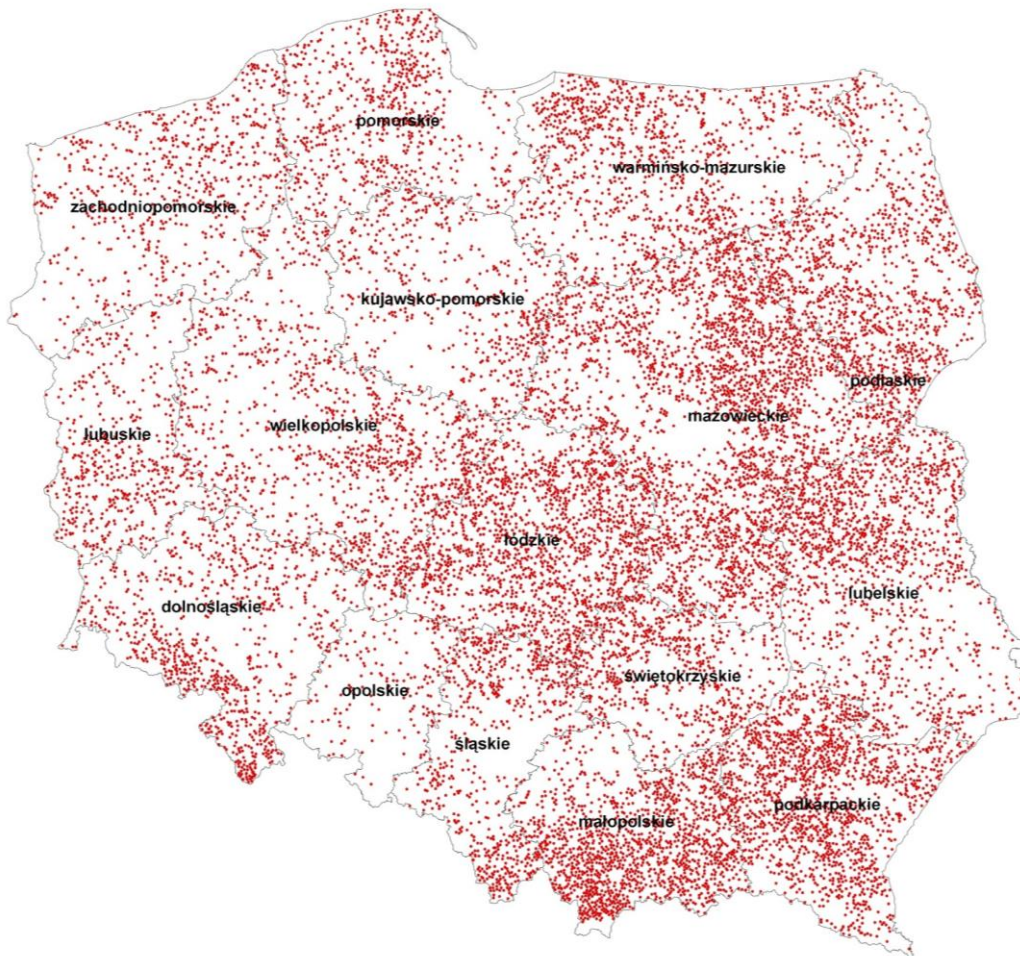 pomorskie
warmińsko-mazurskie
zachodniopomorskie
kujawsko-pomorskie
podlaskie
mazowieckie
wielkopolskie
lubuskie
łódzkie
lubelskie
dolnośląskie
świętokrzyskie
opolskie
śląskie
podkarpackie
małopolskie